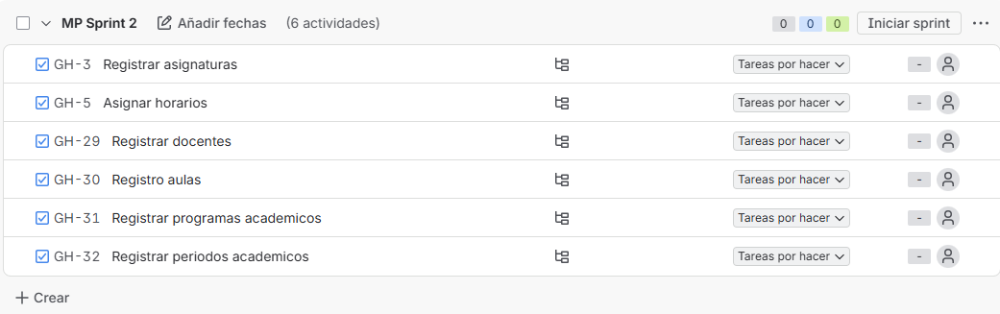 MP Sprint 2 Añadir fechas (6 actividades) 0 0 0 Iniciar sprint
GH-3 Registrar asignaturas Tareas por hacer -
GH-5 Asignar horarios Tareas por hacer -
GH-29 Registrar docentes Tareas por hacer -
GH-30 Registro aulas Tareas por hacer -
GH-31 Registrar programas academicos Tareas por hacer -
GH-32 Registrar periodos academicos Tareas por hacer -
Crear